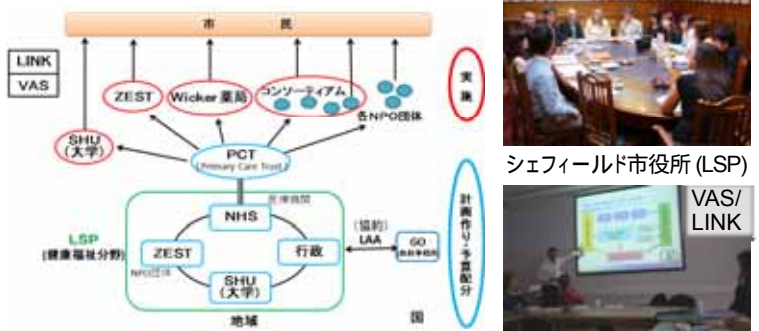 市 民
LINK
VAS
ZEST
Wicker薬局
コンソーティアム
各NPO団体
SHU
(大学)
実施
PCT
(Primary Care Trust)
医療機関
NHS
LSP
(健康福祉分野)
ZEST
NPO団体
行政
SHU
(大学)
(協約)
LAA
GO
地域
国
計画作り・予算配分
シェフィールド市役所 (LSP)
VAS/
LINK